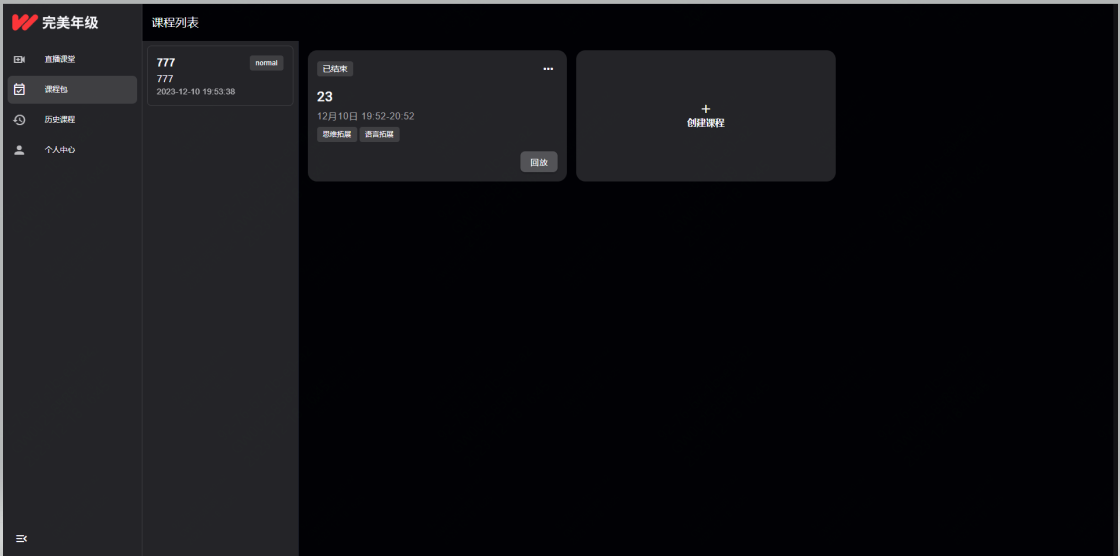 完美年级
直播课堂
课程包
历史课程
个人中心
课程列表
777
normal
777
2023-12-10 19:53:38
已结束
23
12月10日 19:52-20:52
思维拓展 语言拓展
回放
+
创建课程